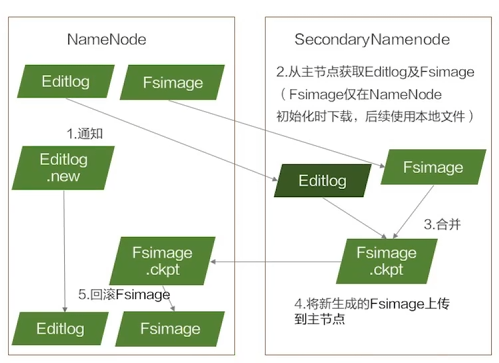 NameNode
SecondaryNamenode
Editlog
Fsimage
2.从主节点获取Editlog及Fsimage
（Fsimage仅在NameNode
初始化时下载，后续使用本地文件）
1.通知
Editlog
.new
Editlog
Fsimage
3.合并
Fsimage
.ckpt
Fsimage
.ckpt
5.回滚Fsimage
4.将新生成的Fsimage上传
到主节点
Editlog
Fsimage